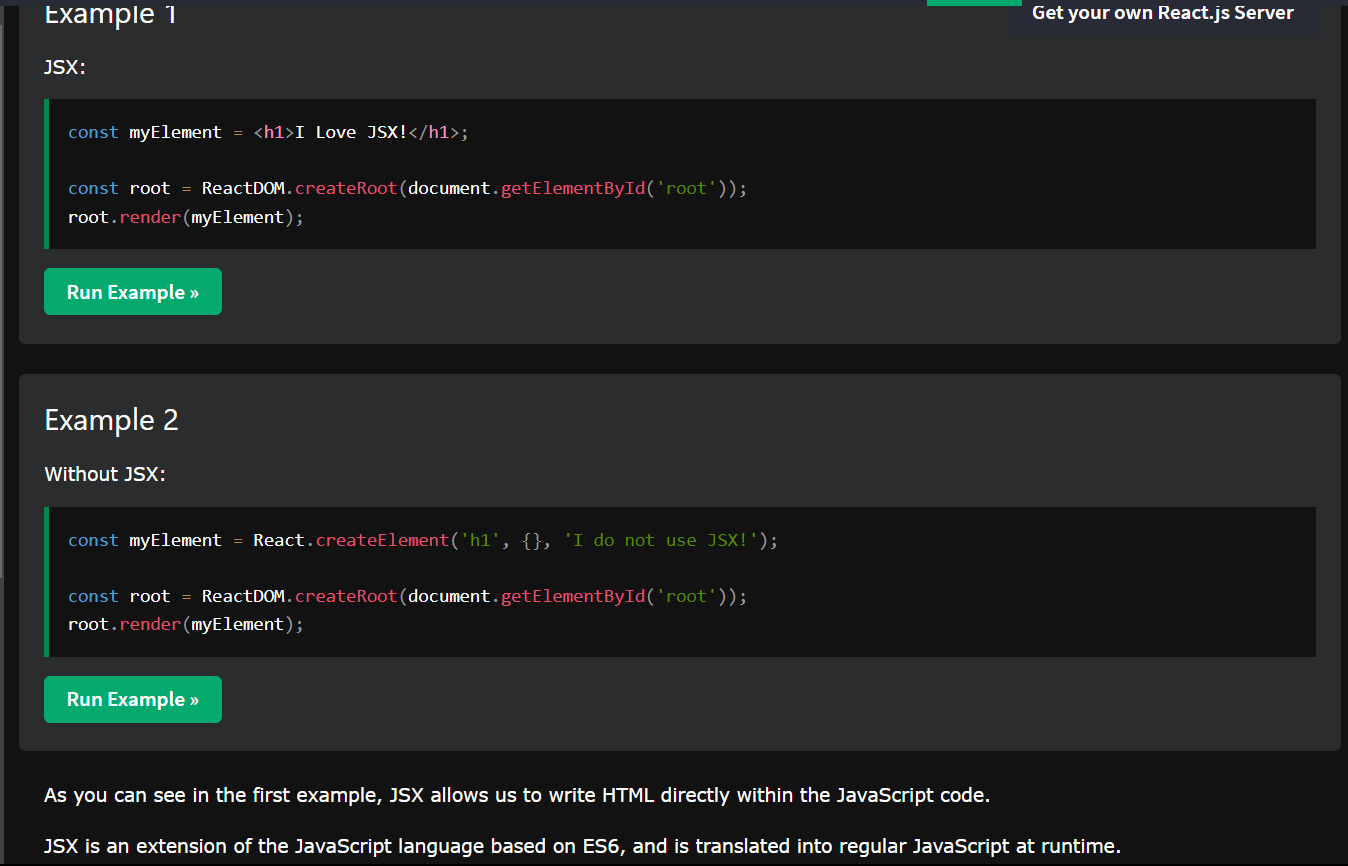 Example 1
Get your own React.js Server
JSX:
const myElement = <h1>I Love JSX!</h1>;
const root = ReactDOM.createRoot(document.getElementById('root'));
root.render(myElement);
Run Example »
Example 2
Without JSX:
const myElement = React.createElement('h1', {}, 'I do not use JSX!');
const root = ReactDOM.createRoot(document.getElementById('root'));
root.render(myElement);
Run Example »
As you can see in the first example, JSX allows us to write HTML directly within the JavaScript code.
JSX is an extension of the JavaScript language based on ES6, and is translated into regular JavaScript at runtime.